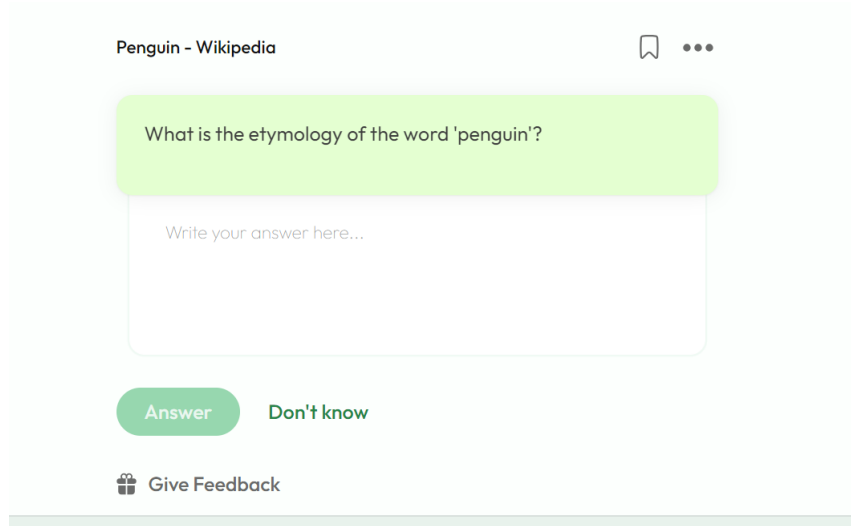 Penguin - Wikipedia
What is the etymology of the word 'penguin'?
Write your answer here...
Answer
Don't know
Give Feedback